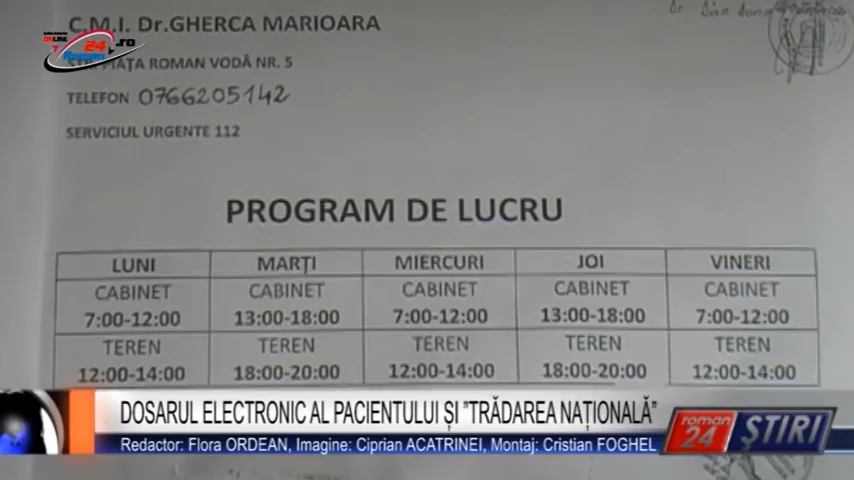 C.M.I. Dr.GHERCA MARIOARA
PIAȚA ROMAN VODĂ NR. 5
TELEFON 0766205142
SERVICIUL URGENTE 112
PROGRAM DE LUCRU
LUNI MARȚI MIERCURI JOI VINERI
CABINET CABINET CABINET CABINET CABINET
7:00-12:00 13:00-18:00 7:00-12:00 13:00-18:00 7:00-12:00
TEREN TEREN TEREN TEREN TEREN
12:00-14:00 18:00-20:00 12:00-14:00 18:00-20:00 12:00-14:00
DOSARUL ELECTRONIC AL PACIENTULUI ȘI "TRĂDAREA NAȚIONALĂ"
Redactor: Flora ORDEAN, Imagine: Ciprian ACATRINEI, Montaj: Cristian FOGHEL
roman
24
ȘTIRI
24 .ro